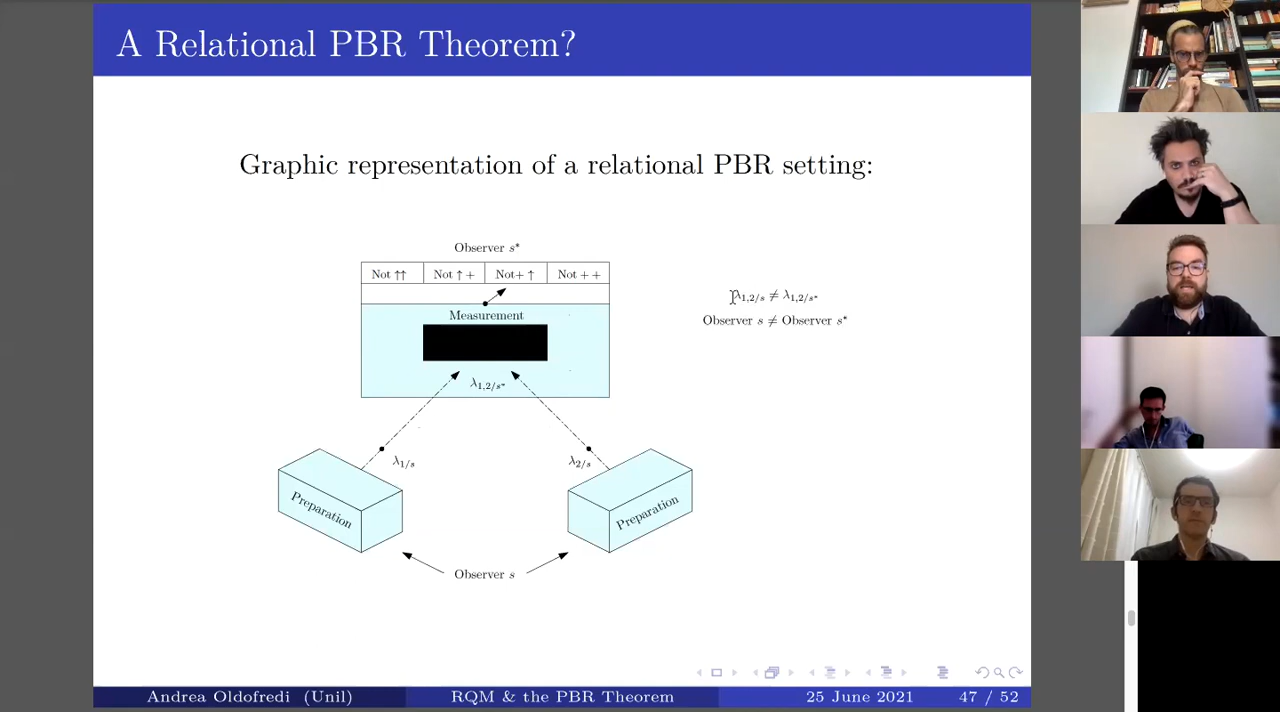 A Relational PBR Theorem?
Graphic representation of a relational PBR setting:
Observer s*
Not ↑↑ Not ↑ + Not+ ↑ Not + +
Measurement
λ1,2/s*
λ1,2/s ≠ λ1,2/s⋆
Observer s ≠ Observer s⋆
λ1/s λ2/s
Preparation Preparation
Observer s
Andrea Oldofredi (Unil) RQM & the PBR Theorem 25 June 2021 47 / 52